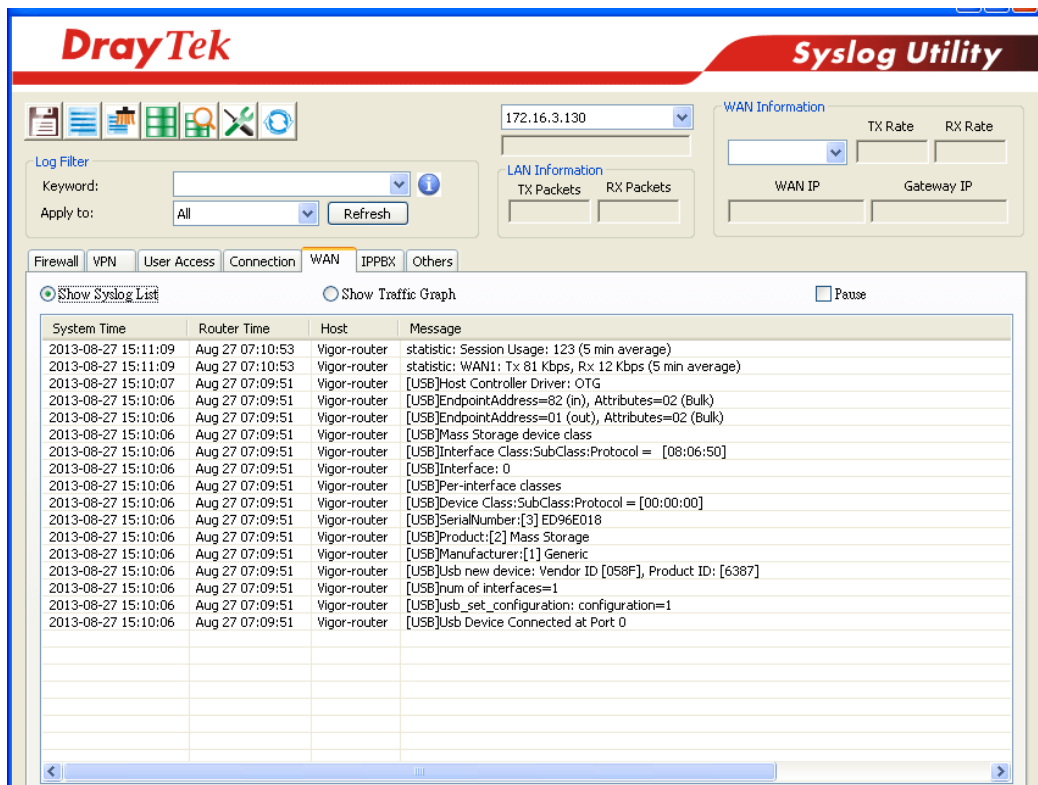 DrayTek
Syslog Utility
172.16.3.130
WAN Information
TX Rate RX Rate
Log Filter
Keyword:
LAN Information
TX Packets RX Packets
WAN IP Gateway IP
Apply to: All Refresh
Firewall VPN User Access Connection WAN IPPBX Others
Show Syslog List Show Traffic Graph Pause
System Time Router Time Host Message
2013-08-27 15:11:09 Aug 27 07:10:53 Vigor-router statistic: Session Usage: 123 (5 min average)
2013-08-27 15:11:09 Aug 27 07:10:53 Vigor-router statistic: WAN1: Tx 81 Kbps, Rx 12 Kbps (5 min average)
2013-08-27 15:10:07 Aug 27 07:09:51 Vigor-router [USB]Host Controller Driver: OTG
2013-08-27 15:10:06 Aug 27 07:09:51 Vigor-router [USB]EndpointAddress=82 (in), Attributes=02 (Bulk)
2013-08-27 15:10:06 Aug 27 07:09:51 Vigor-router [USB]EndpointAddress=01 (out), Attributes=02 (Bulk)
2013-08-27 15:10:06 Aug 27 07:09:51 Vigor-router [USB]Mass Storage device class
2013-08-27 15:10:06 Aug 27 07:09:51 Vigor-router [USB]Interface Class:SubClass:Protocol = [08:06:50]
2013-08-27 15:10:06 Aug 27 07:09:51 Vigor-router [USB]Interface: 0
2013-08-27 15:10:06 Aug 27 07:09:51 Vigor-router [USB]Per-interface classes
2013-08-27 15:10:06 Aug 27 07:09:51 Vigor-router [USB]Device Class:SubClass:Protocol = [00:00:00]
2013-08-27 15:10:06 Aug 27 07:09:51 Vigor-router [USB]SerialNumber:[3] ED96E018
2013-08-27 15:10:06 Aug 27 07:09:51 Vigor-router [USB]Product:[2] Mass Storage
2013-08-27 15:10:06 Aug 27 07:09:51 Vigor-router [USB]Manufacturer:[1] Generic
2013-08-27 15:10:06 Aug 27 07:09:51 Vigor-router [USB]Usb new device: Vendor ID [058F], Product ID: [6387]
2013-08-27 15:10:06 Aug 27 07:09:51 Vigor-router [USB]num of interfaces=1
2013-08-27 15:10:06 Aug 27 07:09:51 Vigor-router [USB]usb_set_configuration: configuration=1
2013-08-27 15:10:06 Aug 27 07:09:51 Vigor-router [USB]Usb Device Connected at Port 0